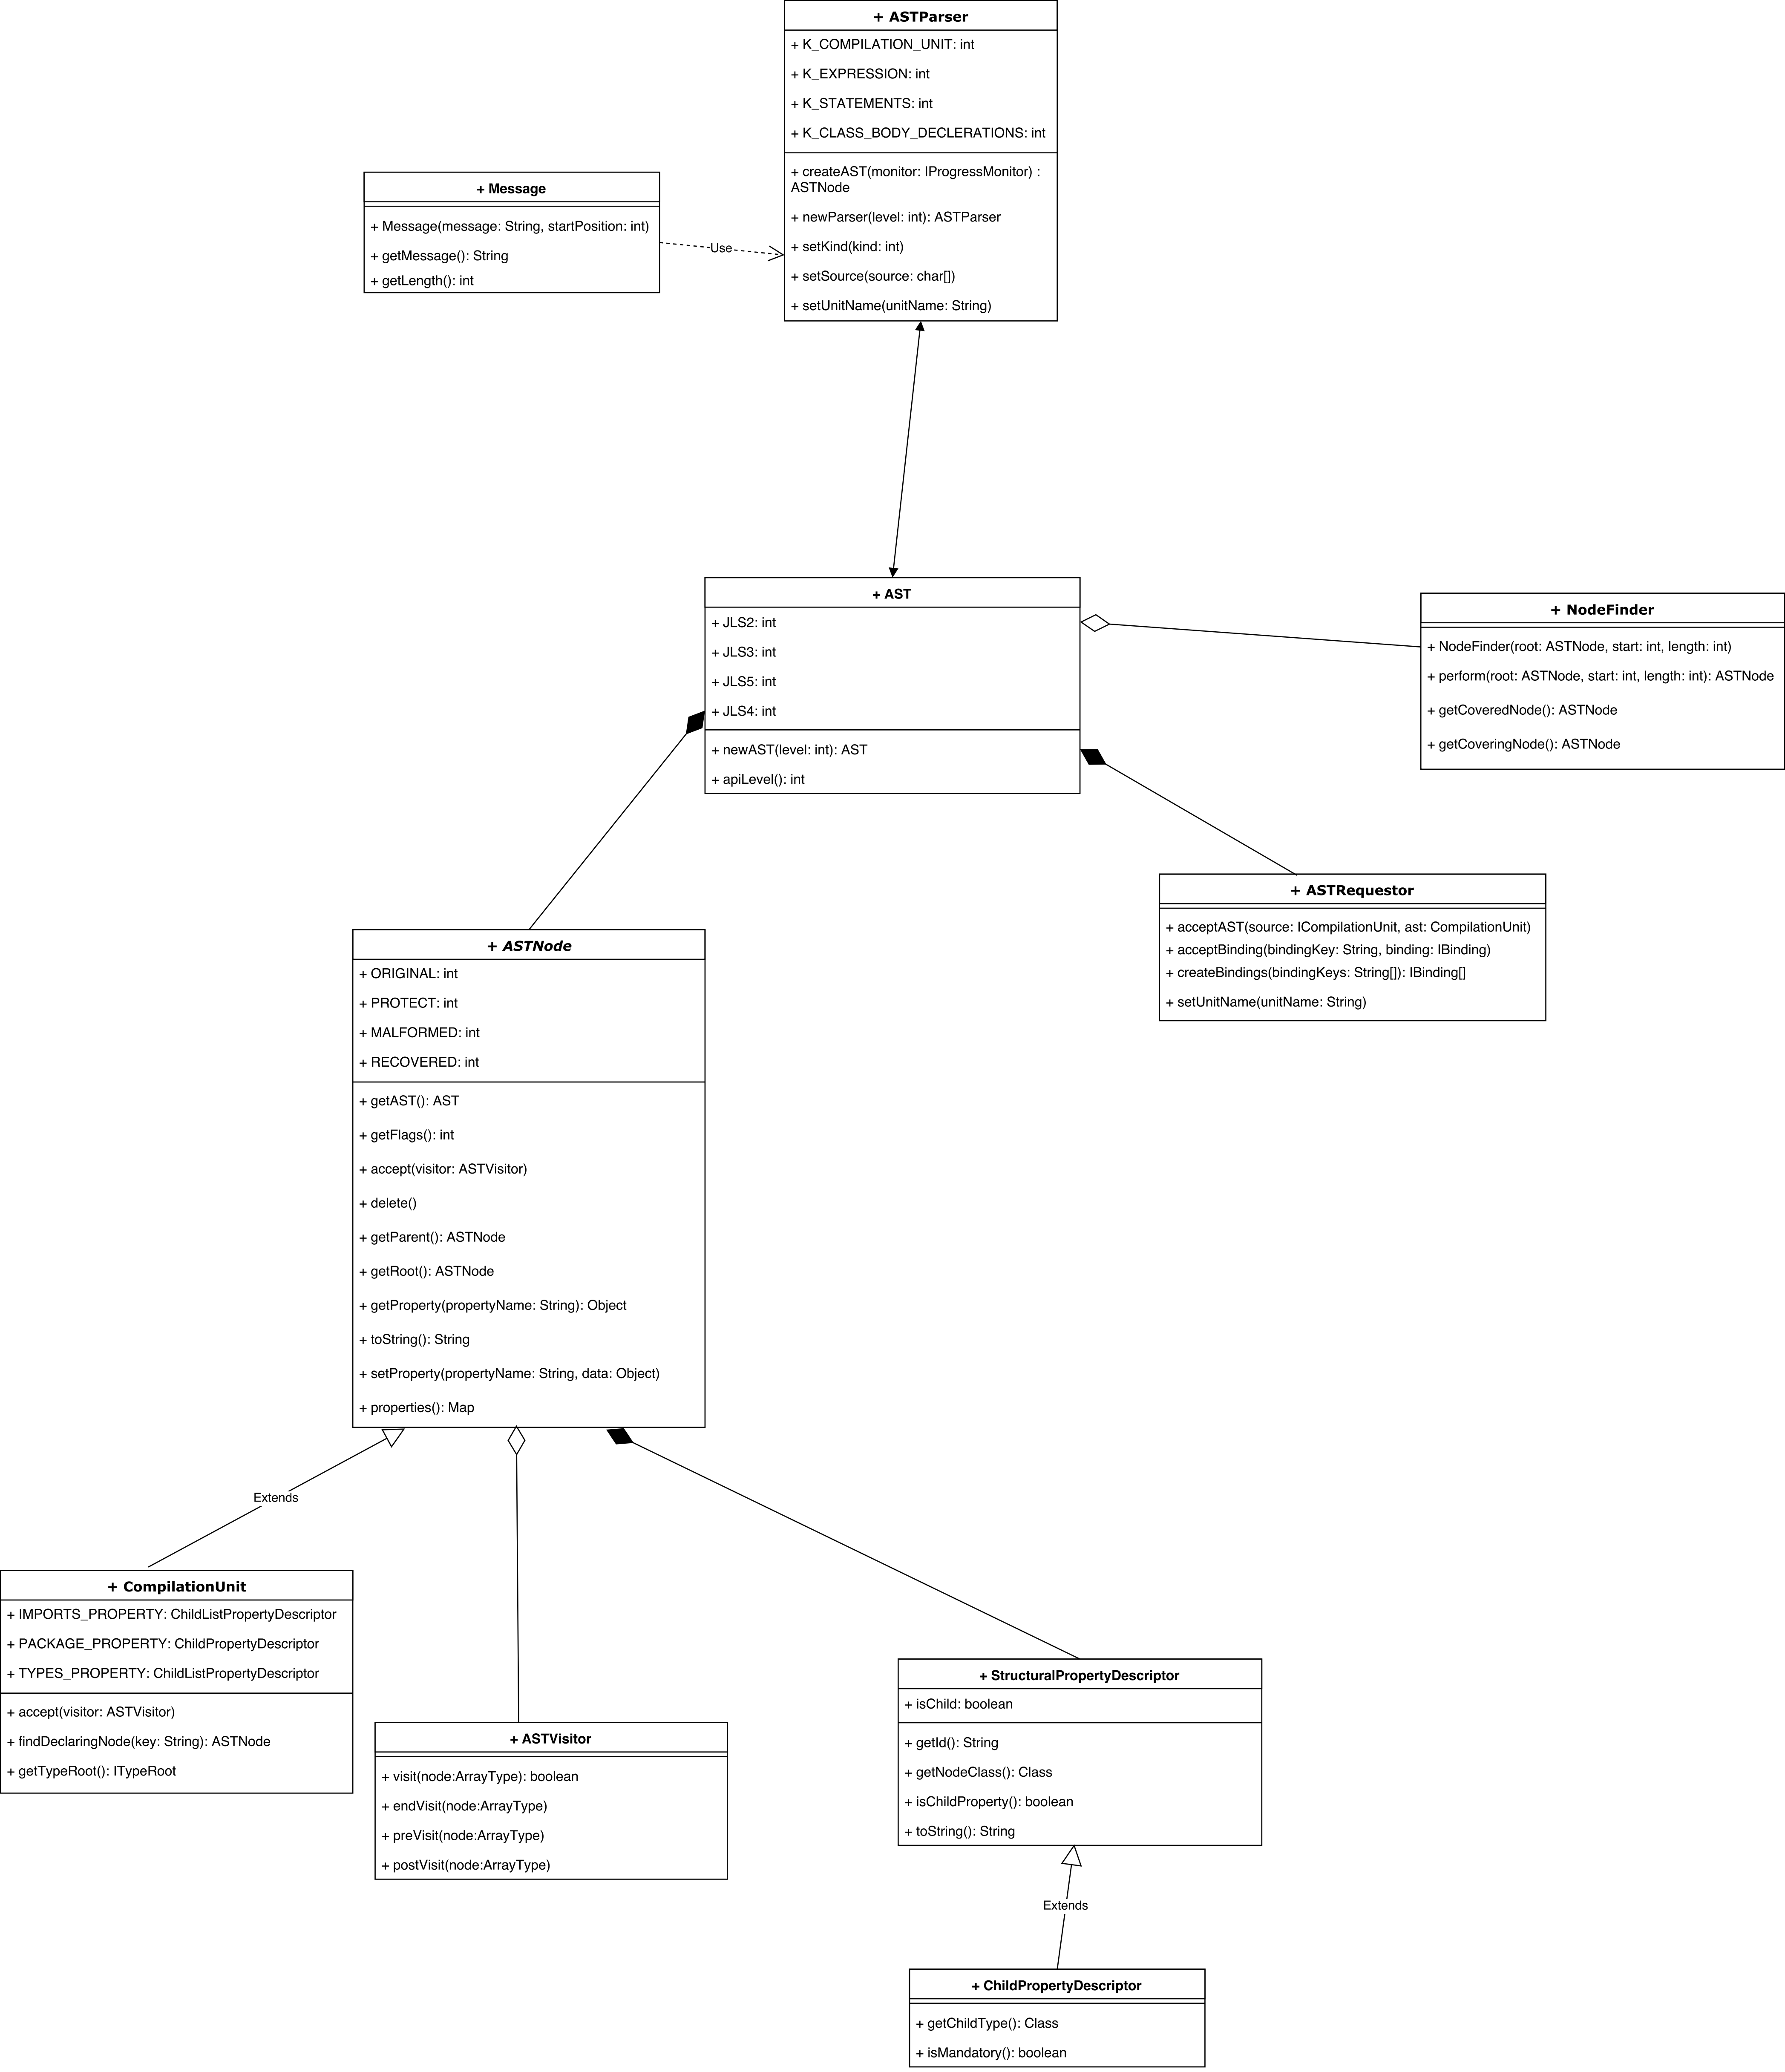 + ASTParser
+ K_COMPILATION_UNIT: int
+ K_EXPRESSION: int
+ K_STATEMENTS: int
+ K_CLASS_BODY_DECLERATIONS: int
+ createAST(monitor: IProgressMonitor) :
ASTNode
+ newParser(level: int): ASTParser
+ setKind(kind: int)
+ setSource(source: char[])
+ setUnitName(unitName: String)
+ Message
+ Message(message: String, startPosition: int)
+ getMessage(): String
+ getLength(): int
Use
+ AST
+ JLS2: int
+ JLS3: int
+ JLS5: int
+ JLS4: int
+ newAST(level: int): AST
+ apiLevel(): int
+ NodeFinder
+ NodeFinder(root: ASTNode, start: int, length: int)
+ perform(root: ASTNode, start: int, length: int): ASTNode
+ getCoveredNode(): ASTNode
+ getCoveringNode(): ASTNode
+ ASTRequestor
+ acceptAST(source: ICompilationUnit, ast: CompilationUnit)
+ acceptBinding(bindingKey: String, binding: IBinding)
+ createBindings(bindingKeys: String[]): IBinding[]
+ setUnitName(unitName: String)
+ ASTNode
+ ORIGINAL: int
+ PROTECT: int
+ MALFORMED: int
+ RECOVERED: int
+ getAST(): AST
+ getFlags(): int
+ accept(visitor: ASTVisitor)
+ delete()
+ getParent(): ASTNode
+ getRoot(): ASTNode
+ getProperty(propertyName: String): Object
+ toString(): String
+ setProperty(propertyName: String, data: Object)
+ properties(): Map
Extends
+ CompilationUnit
+ IMPORTS_PROPERTY: ChildListPropertyDescriptor
+ PACKAGE_PROPERTY: ChildPropertyDescriptor
+ TYPES_PROPERTY: ChildListPropertyDescriptor
+ accept(visitor: ASTVisitor)
+ findDeclaringNode(key: String): ASTNode
+ getTypeRoot(): ITypeRoot
+ ASTVisitor
+ visit(node:ArrayType): boolean
+ endVisit(node:ArrayType)
+ preVisit(node:ArrayType)
+ postVisit(node:ArrayType)
+ StructuralPropertyDescriptor
+ isChild: boolean
+ getId(): String
+ getNodeClass(): Class
+ isChildProperty(): boolean
+ toString(): String
Extends
+ ChildPropertyDescriptor
+ getChildType(): Class
+ isMandatory(): boolean